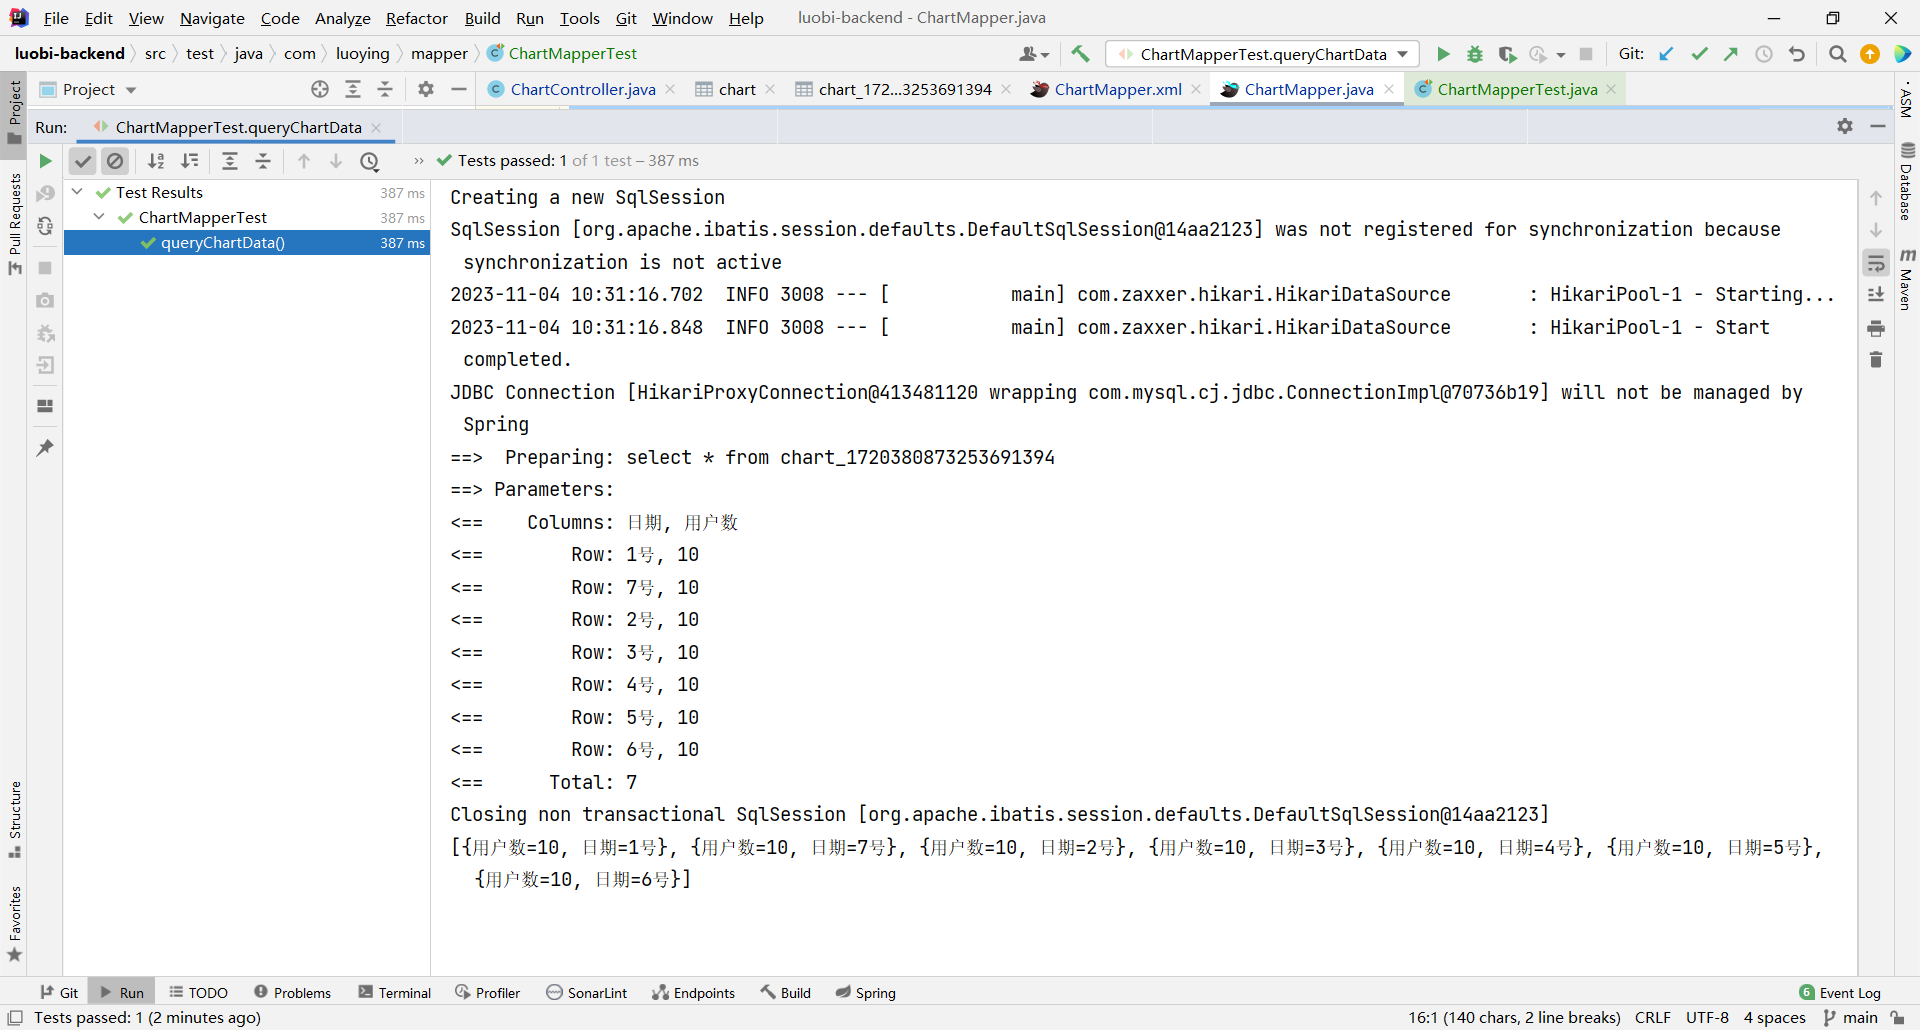 File Edit View Navigate Code Analyze Refactor Build Run Tools Git Window Help luobi-backend - ChartMapper.java
luobi-backend src test java com luoying mapper ChartMapperTest ChartMapperTest.queryChartData Git:
Project ChartController.java chart chart_172...3253691394 ChartMapper.xml ChartMapper.java ChartMapperTest.java
Run: ChartMapperTest.queryChartData
Tests passed: 1 of 1 test – 387 ms
Test Results 387 ms
ChartMapperTest 387 ms
queryChartData() 387 ms
Creating a new SqlSession
SqlSession [org.apache.ibatis.session.defaults.DefaultSqlSession@14aa2123] was not registered for synchronization because
synchronization is not active
2023-11-04 10:31:16.702  INFO 3008 --- [           main] com.zaxxer.hikari.HikariDataSource       : HikariPool-1 - Starting...
2023-11-04 10:31:16.848  INFO 3008 --- [           main] com.zaxxer.hikari.HikariDataSource       : HikariPool-1 - Start
completed.
JDBC Connection [HikariProxyConnection@413481120 wrapping com.mysql.cj.jdbc.ConnectionImpl@70736b19] will not be managed by
Spring
==>  Preparing: select * from chart_1720380873253691394
==> Parameters:
<==    Columns: 日期, 用户数
<==        Row: 1号, 10
<==        Row: 7号, 10
<==        Row: 2号, 10
<==        Row: 3号, 10
<==        Row: 4号, 10
<==        Row: 5号, 10
<==        Row: 6号, 10
<==      Total: 7
Closing non transactional SqlSession [org.apache.ibatis.session.defaults.DefaultSqlSession@14aa2123]
[{用户数=10, 日期=1号}, {用户数=10, 日期=7号}, {用户数=10, 日期=2号}, {用户数=10, 日期=3号}, {用户数=10, 日期=4号}, {用户数=10, 日期=5号},
{用户数=10, 日期=6号}]
Project
Pull Requests
Structure
Favorites
ASM
Database
m Maven
Git Run TODO Problems Terminal Profiler SonarLint Endpoints Build Spring 6 Event Log
Tests passed: 1 (2 minutes ago) 16:1 (140 chars, 2 line breaks) CRLF UTF-8 4 spaces main